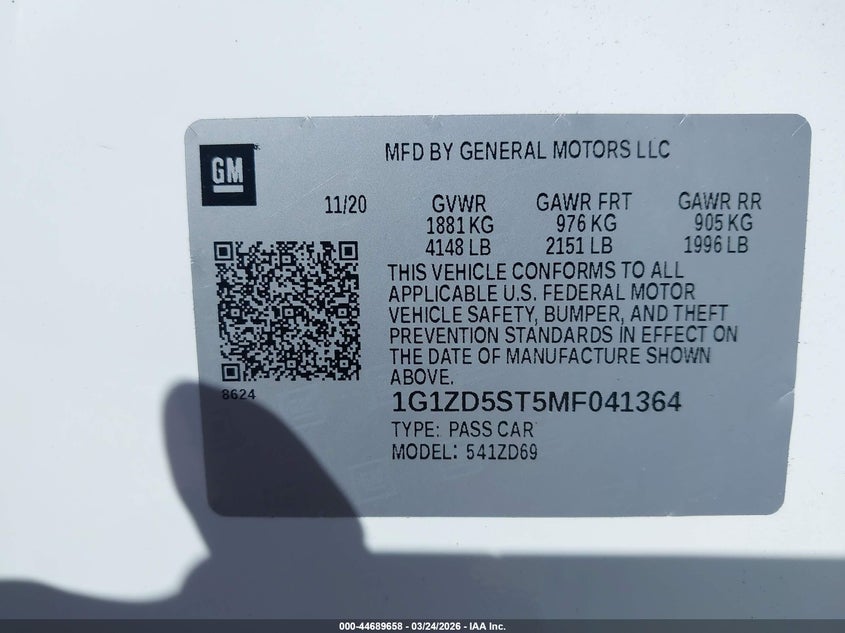 GM
MFD BY GENERAL MOTORS LLC
11/20 GVWR GAWR FRT GAWR RR
1881 KG 976 KG 905 KG
4148 LB 2151 LB 1996 LB
THIS VEHICLE CONFORMS TO ALL
APPLICABLE U.S. FEDERAL MOTOR
VEHICLE SAFETY, BUMPER, AND THEFT
PREVENTION STANDARDS IN EFFECT ON
THE DATE OF MANUFACTURE SHOWN
ABOVE.
8624
1G1ZD5ST5MF041364
TYPE: PASS CAR
MODEL: 541ZD69
000-44689658 - 03/24/2026 - IAA Inc.